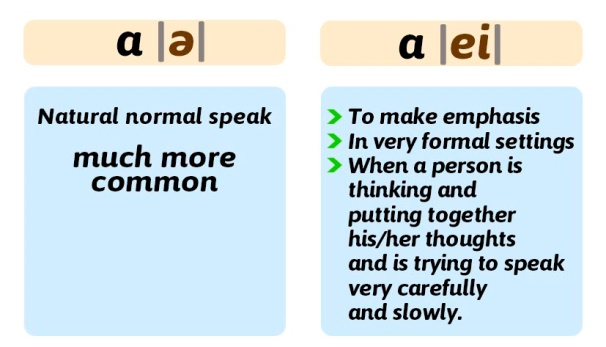 a |ə|
Natural normal speak
much more
common
a |ei|
To make emphasis
In very formal settings
When a person is
thinking and
putting together
his/her thoughts
and is trying to speak
very carefully
and slowly.